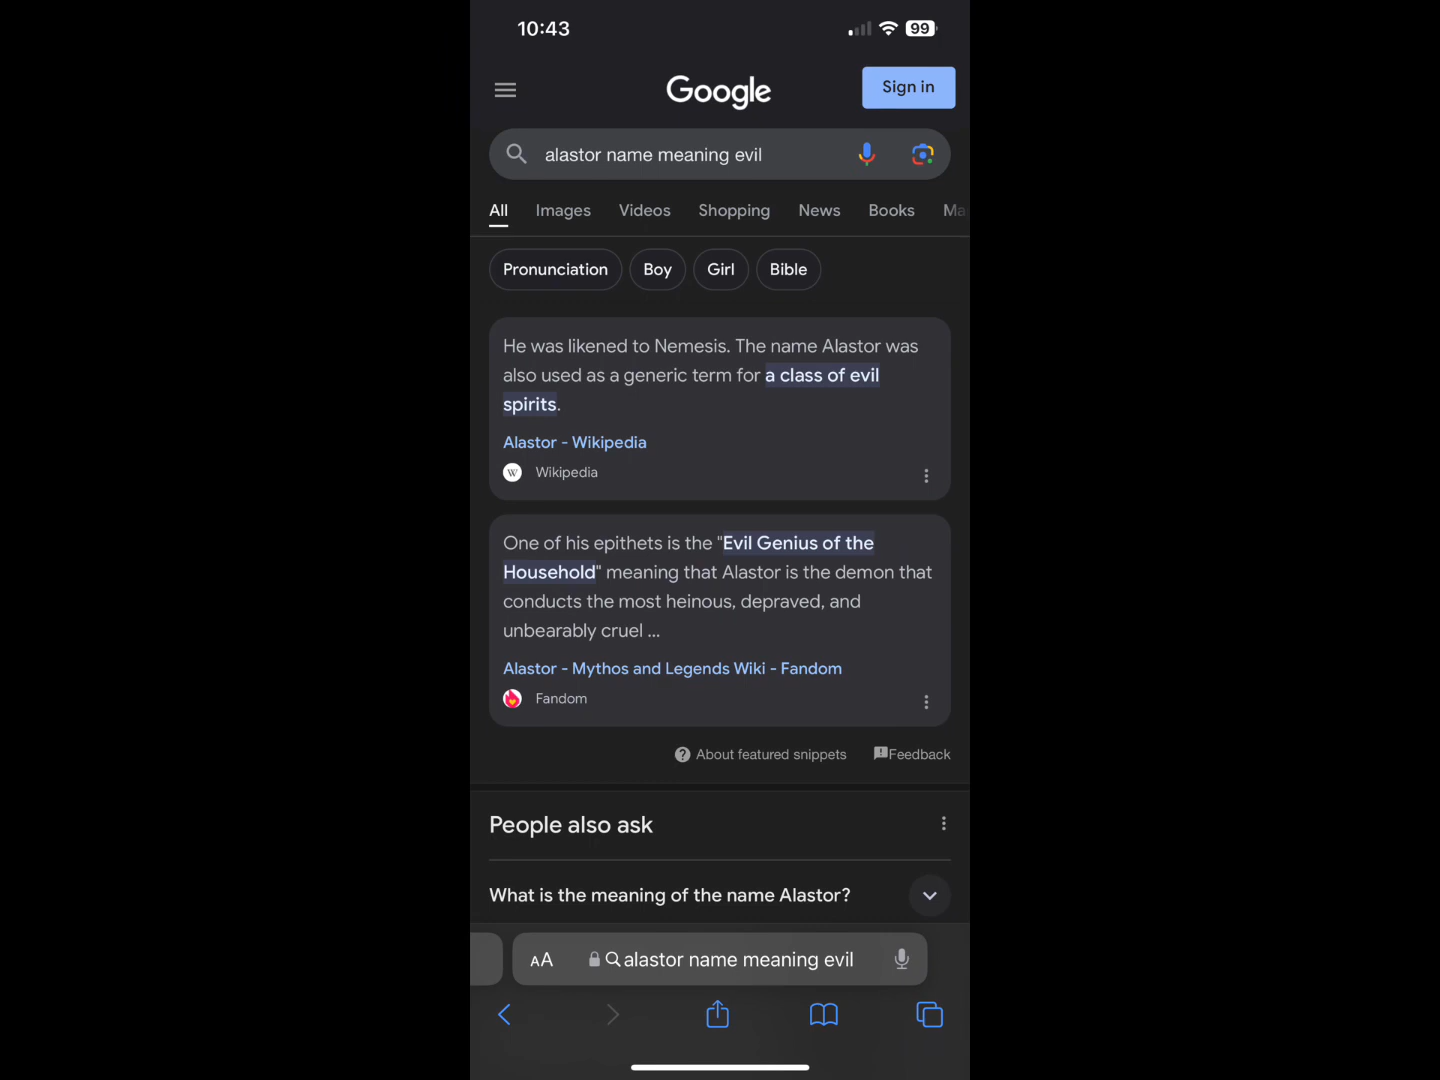 10:43
99
Google
Sign in
alastor name meaning evil
All Images Videos Shopping News Books Ma
Pronunciation Boy Girl Bible
He was likened to Nemesis. The name Alastor was
also used as a generic term for a class of evil
spirits.
Alastor - Wikipedia
W Wikipedia
One of his epithets is the "Evil Genius of the
Household" meaning that Alastor is the demon that
conducts the most heinous, depraved, and
unbearably cruel ...
Alastor - Mythos and Legends Wiki - Fandom
Fandom
About featured snippets Feedback
People also ask
What is the meaning of the name Alastor?
AA alastor name meaning evil